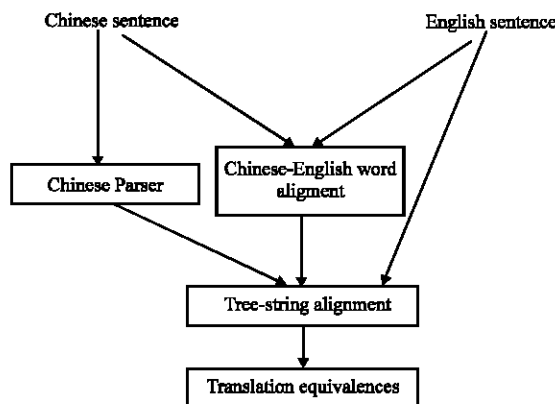 Chinese sentence
English sentence
Chinese Parser
Chinese-English word
aligment
Tree-string alignment
Translation equivalences